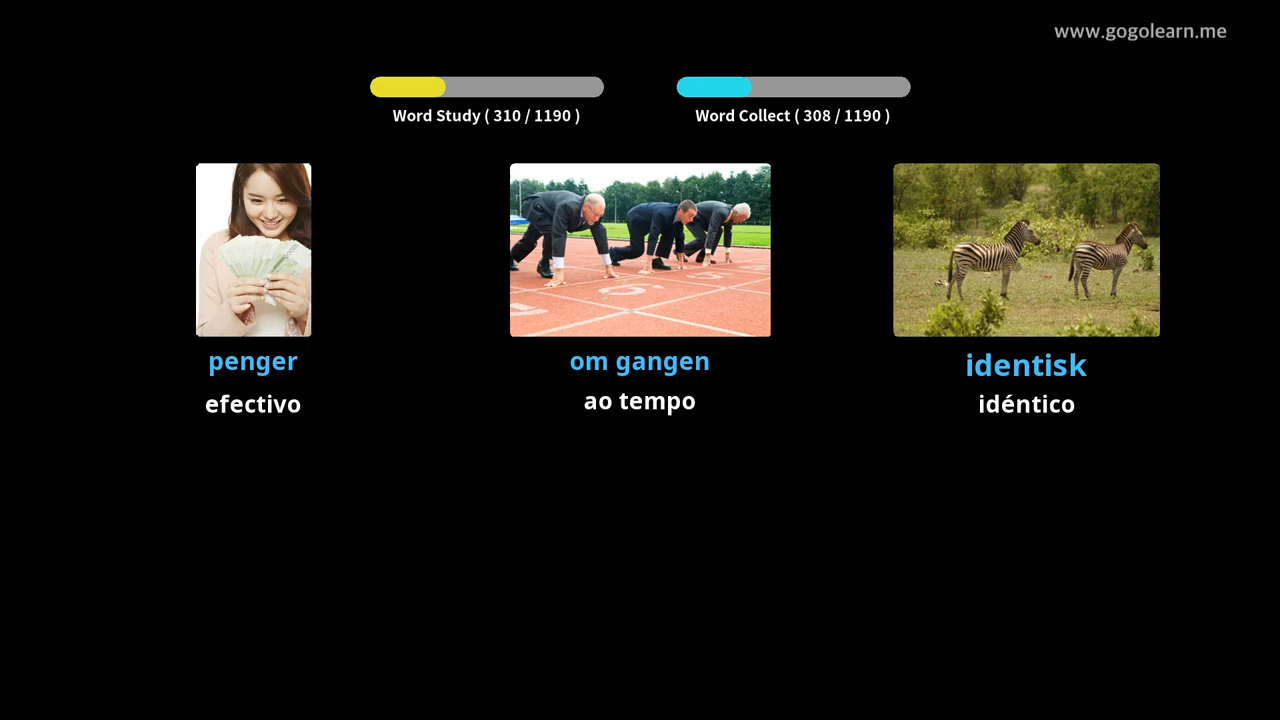 www.gogolearn.me
Word Study ( 310 / 1190 )
Word Collect ( 308 / 1190 )
penger
efectivo
om gangen
ao tempo
identisk
idéntico